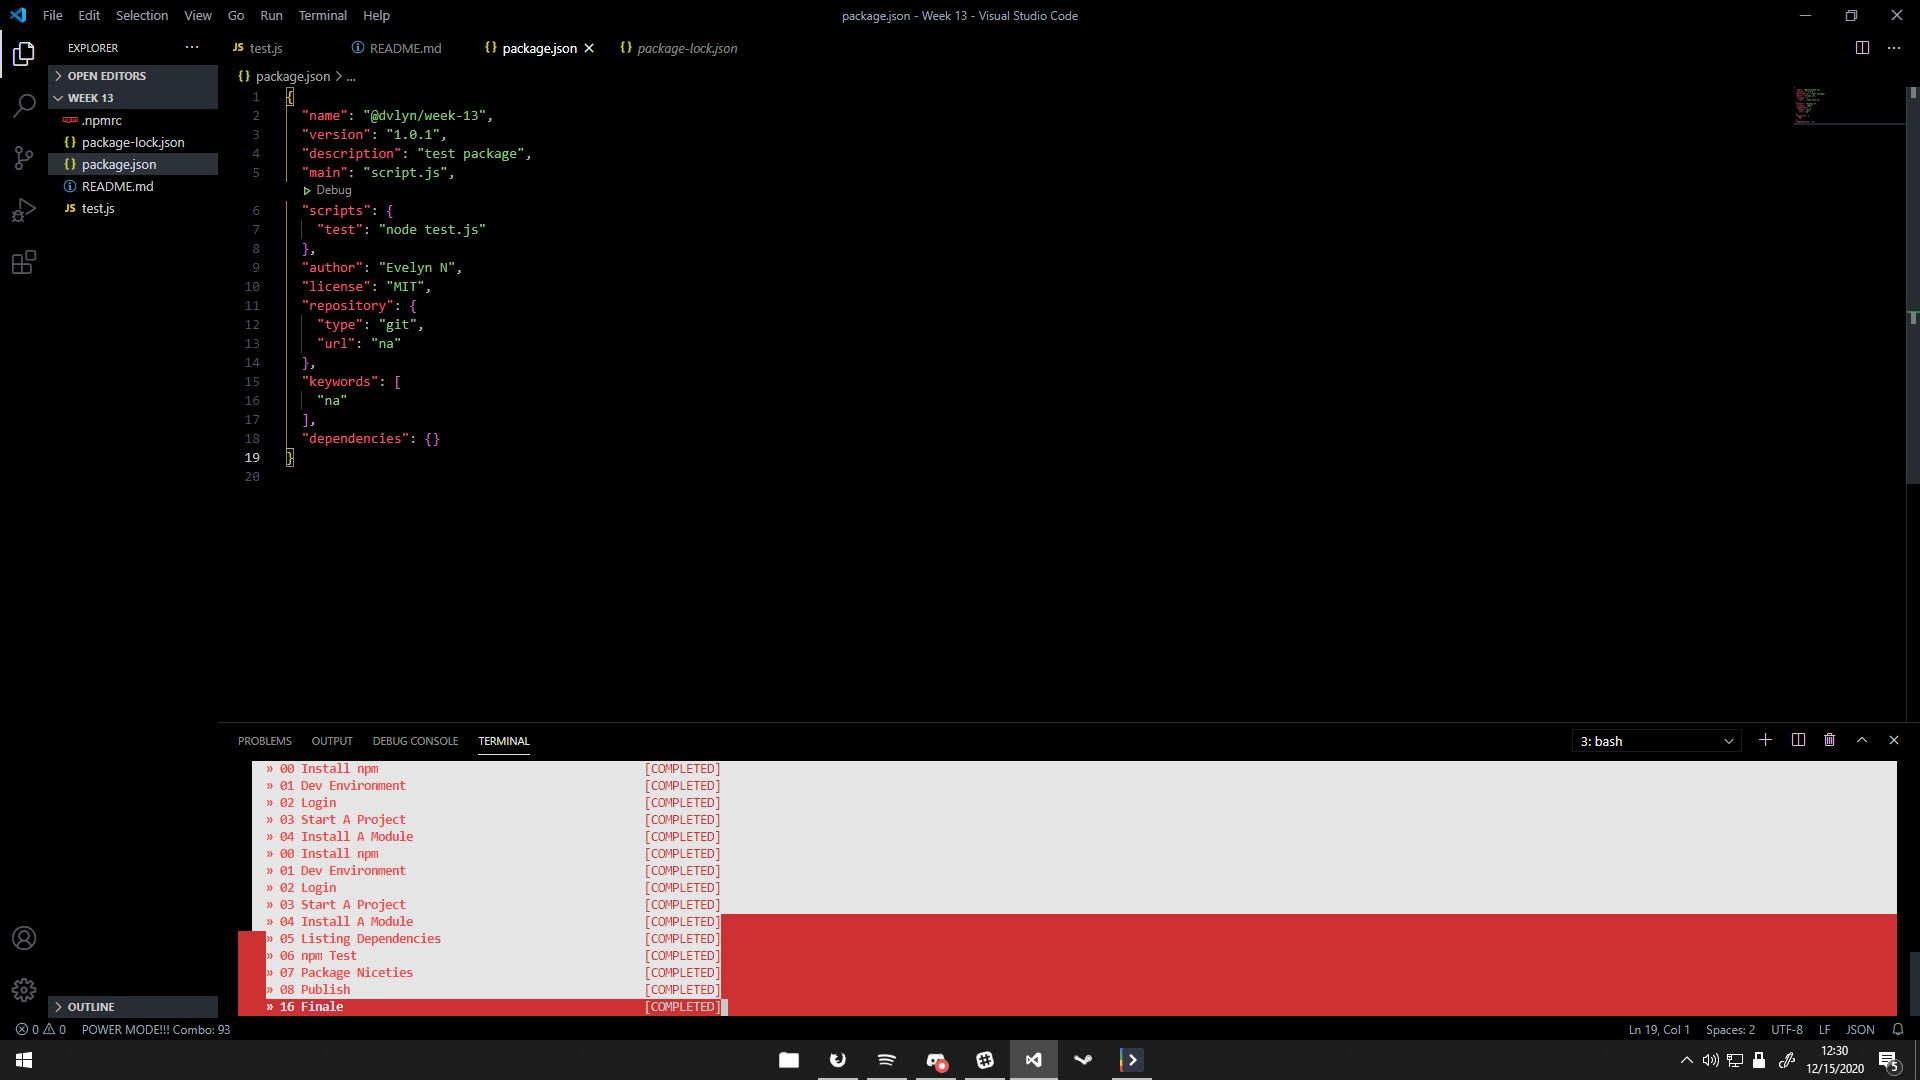 File Edit Selection View Go Run Terminal Help
package.json - Week 13 - Visual Studio Code
EXPLORER
OPEN EDITORS
WEEK 13
.npmrc
package-lock.json
package.json
README.md
JS test.js
OUTLINE
JS test.js
README.md
package.json
package-lock.json
package.json > ...
1 {
2 "name": "@dvlyn/week-13",
3 "version": "1.0.1",
4 "description": "test package",
5 "main": "script.js",
Debug
6 "scripts": {
7 "test": "node test.js"
8 },
9 "author": "Evelyn N",
10 "license": "MIT",
11 "repository": {
12 "type": "git",
13 "url": "na"
14 },
15 "keywords": [
16 "na"
17 ],
18 "dependencies": {}
19 }
20
PROBLEMS OUTPUT DEBUG CONSOLE TERMINAL
3: bash
» 00 Install npm [COMPLETED]
» 01 Dev Environment [COMPLETED]
» 02 Login [COMPLETED]
» 03 Start A Project [COMPLETED]
» 04 Install A Module [COMPLETED]
» 00 Install npm [COMPLETED]
» 01 Dev Environment [COMPLETED]
» 02 Login [COMPLETED]
» 03 Start A Project [COMPLETED]
» 04 Install A Module [COMPLETED]
» 05 Listing Dependencies [COMPLETED]
» 06 npm Test [COMPLETED]
» 07 Package Niceties [COMPLETED]
» 08 Publish [COMPLETED]
» 16 Finale [COMPLETED]
0 0 POWER MODE!!! Combo: 93
Ln 19, Col 1 Spaces: 2 UTF-8 LF JSON
12:30
12/15/2020
5